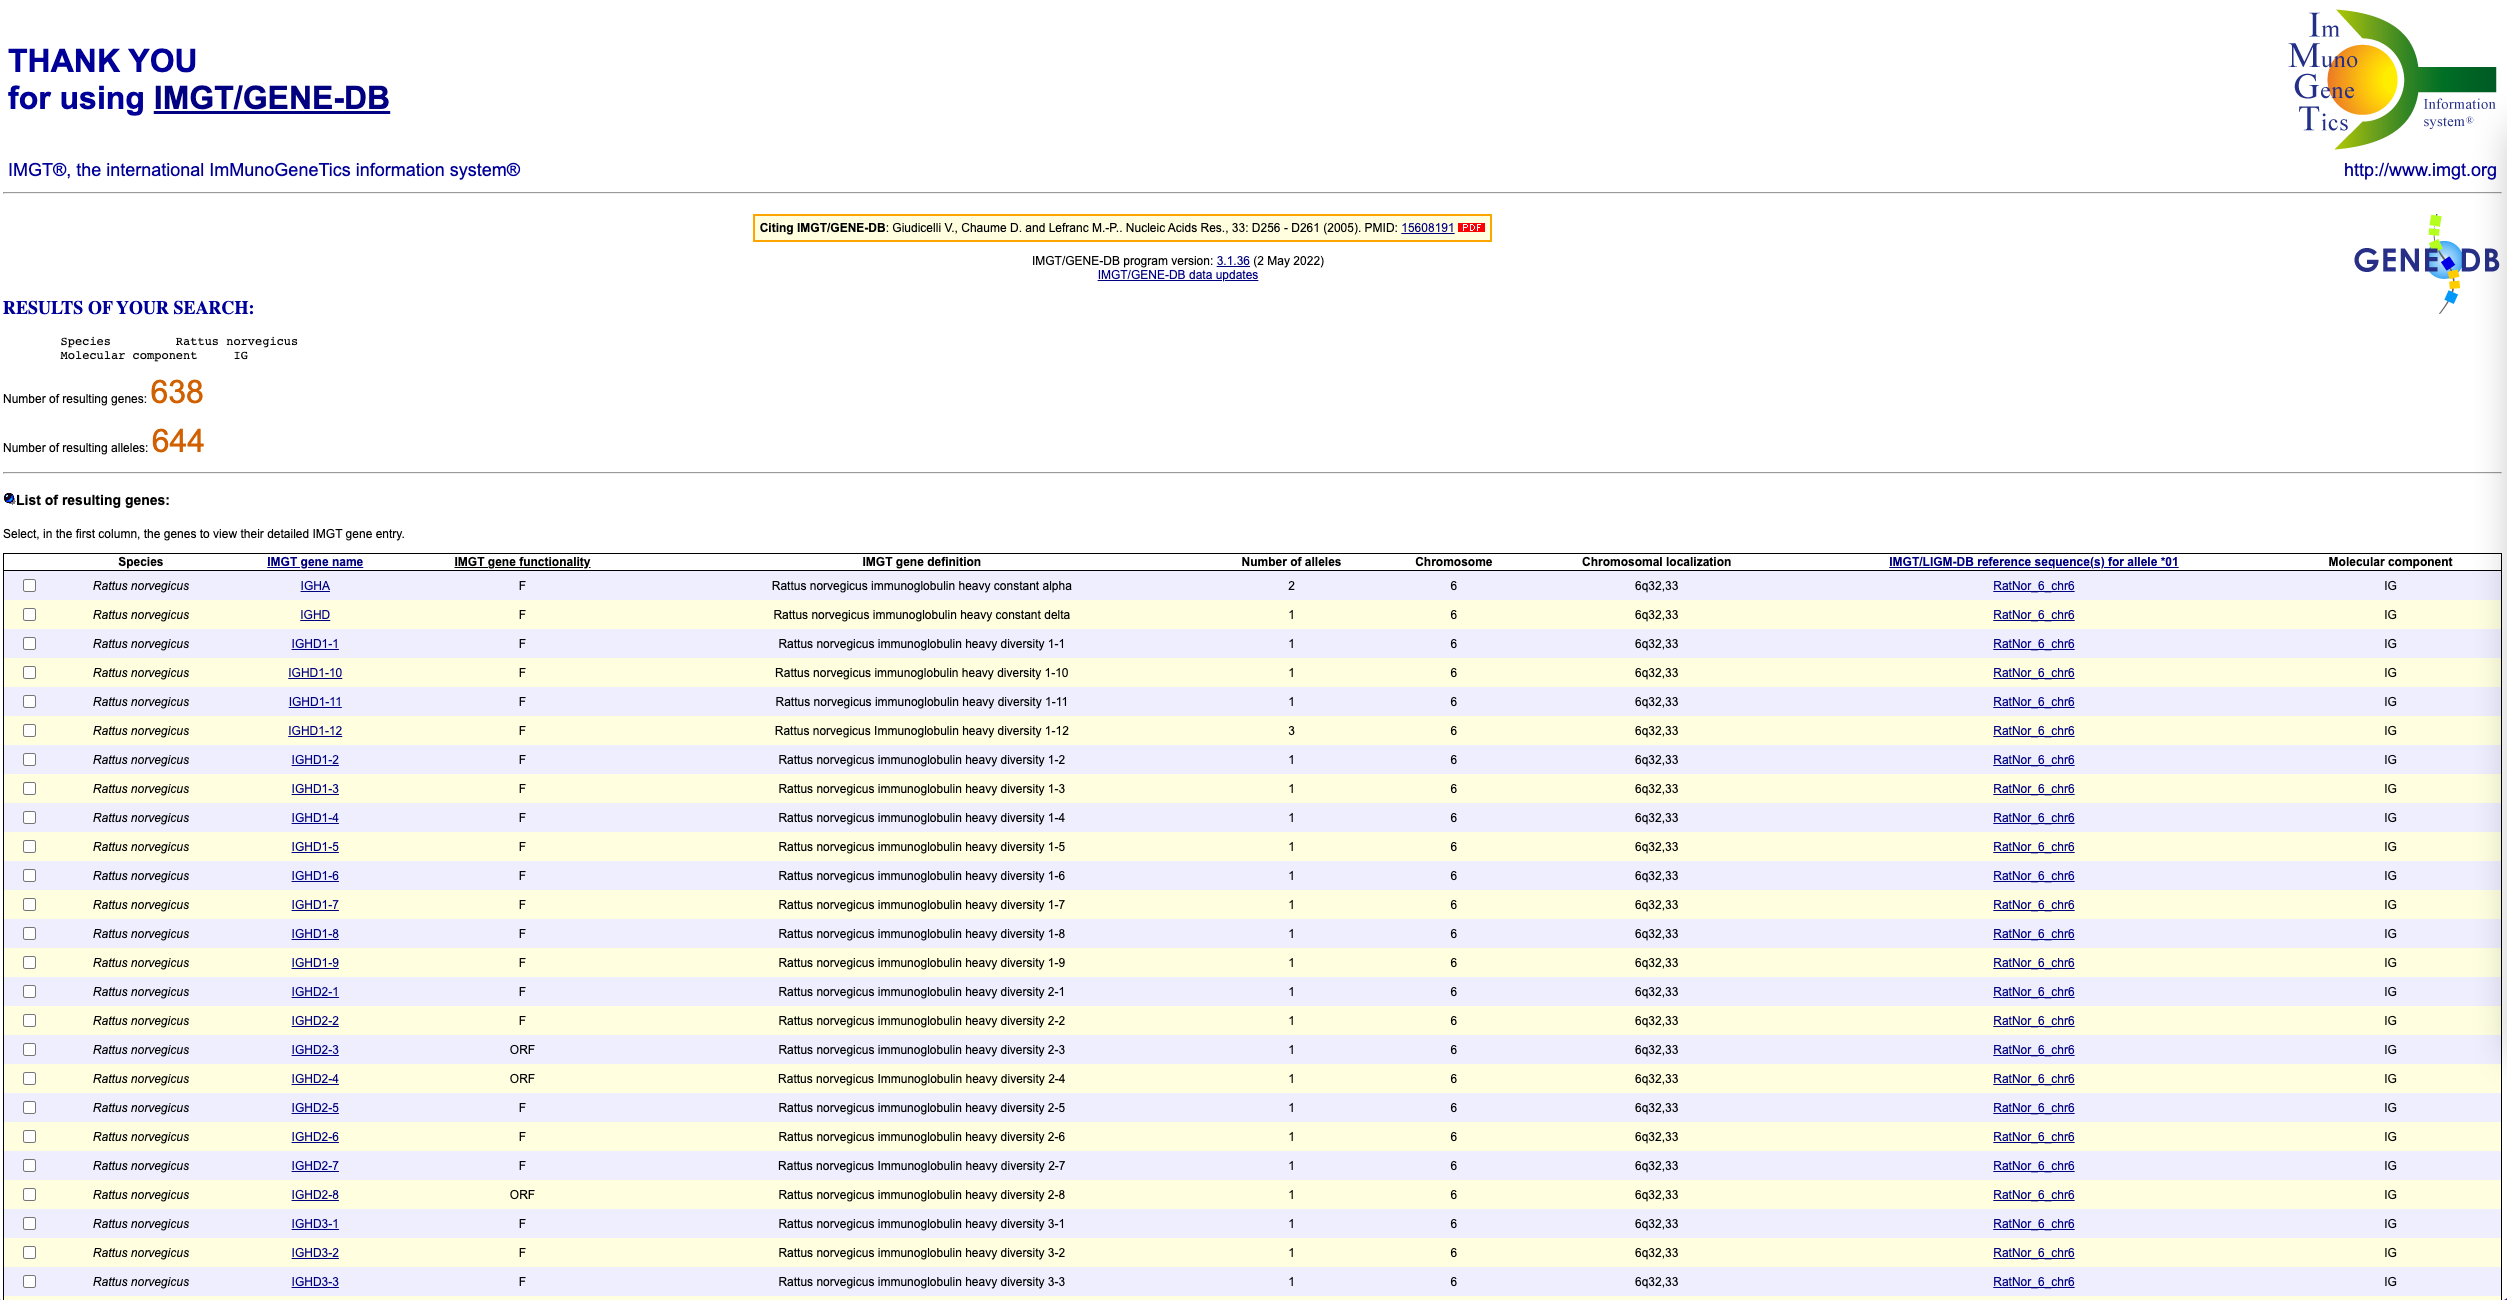 THANK YOU
for using IMGT/GENE-DB
Im
Muno
Gene
Tics
Information
system®
IMGT®, the international ImMunoGeneTics information system®
http://www.imgt.org
Citing IMGT/GENE-DB: Giudicelli V., Chaume D. and Lefranc M.-P.. Nucleic Acids Res., 33: D256 - D261 (2005). PMID: 15608191 PDF
IMGT/GENE-DB program version: 3.1.36 (2 May 2022)
IMGT/GENE-DB data updates
GENE DB
RESULTS OF YOUR SEARCH:
Species Rattus norvegicus
Molecular component IG
Number of resulting genes: 638
Number of resulting alleles: 644
List of resulting genes:
Select, in the first column, the genes to view their detailed IMGT gene entry.
Species IMGT gene name IMGT gene functionality IMGT gene definition Number of alleles Chromosome Chromosomal localization IMGT/LIGM-DB reference sequence(s) for allele *01 Molecular component
Rattus norvegicus IGHA F Rattus norvegicus immunoglobulin heavy constant alpha 2 6 6q32,33 RatNor_6_chr6 IG
Rattus norvegicus IGHD F Rattus norvegicus immunoglobulin heavy constant delta 1 6 6q32,33 RatNor_6_chr6 IG
Rattus norvegicus IGHD1-1 F Rattus norvegicus immunoglobulin heavy diversity 1-1 1 6 6q32,33 RatNor_6_chr6 IG
Rattus norvegicus IGHD1-10 F Rattus norvegicus immunoglobulin heavy diversity 1-10 1 6 6q32,33 RatNor_6_chr6 IG
Rattus norvegicus IGHD1-11 F Rattus norvegicus immunoglobulin heavy diversity 1-11 1 6 6q32,33 RatNor_6_chr6 IG
Rattus norvegicus IGHD1-12 F Rattus norvegicus Immunoglobulin heavy diversity 1-12 3 6 6q32,33 RatNor_6_chr6 IG
Rattus norvegicus IGHD1-2 F Rattus norvegicus immunoglobulin heavy diversity 1-2 1 6 6q32,33 RatNor_6_chr6 IG
Rattus norvegicus IGHD1-3 F Rattus norvegicus immunoglobulin heavy diversity 1-3 1 6 6q32,33 RatNor_6_chr6 IG
Rattus norvegicus IGHD1-4 F Rattus norvegicus immunoglobulin heavy diversity 1-4 1 6 6q32,33 RatNor_6_chr6 IG
Rattus norvegicus IGHD1-5 F Rattus norvegicus immunoglobulin heavy diversity 1-5 1 6 6q32,33 RatNor_6_chr6 IG
Rattus norvegicus IGHD1-6 F Rattus norvegicus immunoglobulin heavy diversity 1-6 1 6 6q32,33 RatNor_6_chr6 IG
Rattus norvegicus IGHD1-7 F Rattus norvegicus immunoglobulin heavy diversity 1-7 1 6 6q32,33 RatNor_6_chr6 IG
Rattus norvegicus IGHD1-8 F Rattus norvegicus immunoglobulin heavy diversity 1-8 1 6 6q32,33 RatNor_6_chr6 IG
Rattus norvegicus IGHD1-9 F Rattus norvegicus immunoglobulin heavy diversity 1-9 1 6 6q32,33 RatNor_6_chr6 IG
Rattus norvegicus IGHD2-1 F Rattus norvegicus immunoglobulin heavy diversity 2-1 1 6 6q32,33 RatNor_6_chr6 IG
Rattus norvegicus IGHD2-2 F Rattus norvegicus immunoglobulin heavy diversity 2-2 1 6 6q32,33 RatNor_6_chr6 IG
Rattus norvegicus IGHD2-3 ORF Rattus norvegicus immunoglobulin heavy diversity 2-3 1 6 6q32,33 RatNor_6_chr6 IG
Rattus norvegicus IGHD2-4 ORF Rattus norvegicus Immunoglobulin heavy diversity 2-4 1 6 6q32,33 RatNor_6_chr6 IG
Rattus norvegicus IGHD2-5 F Rattus norvegicus immunoglobulin heavy diversity 2-5 1 6 6q32,33 RatNor_6_chr6 IG
Rattus norvegicus IGHD2-6 F Rattus norvegicus immunoglobulin heavy diversity 2-6 1 6 6q32,33 RatNor_6_chr6 IG
Rattus norvegicus IGHD2-7 F Rattus norvegicus Immunoglobulin heavy diversity 2-7 1 6 6q32,33 RatNor_6_chr6 IG
Rattus norvegicus IGHD2-8 ORF Rattus norvegicus immunoglobulin heavy diversity 2-8 1 6 6q32,33 RatNor_6_chr6 IG
Rattus norvegicus IGHD3-1 F Rattus norvegicus immunoglobulin heavy diversity 3-1 1 6 6q32,33 RatNor_6_chr6 IG
Rattus norvegicus IGHD3-2 F Rattus norvegicus immunoglobulin heavy diversity 3-2 1 6 6q32,33 RatNor_6_chr6 IG
Rattus norvegicus IGHD3-3 F Rattus norvegicus immunoglobulin heavy diversity 3-3 1 6 6q32,33 RatNor_6_chr6 IG